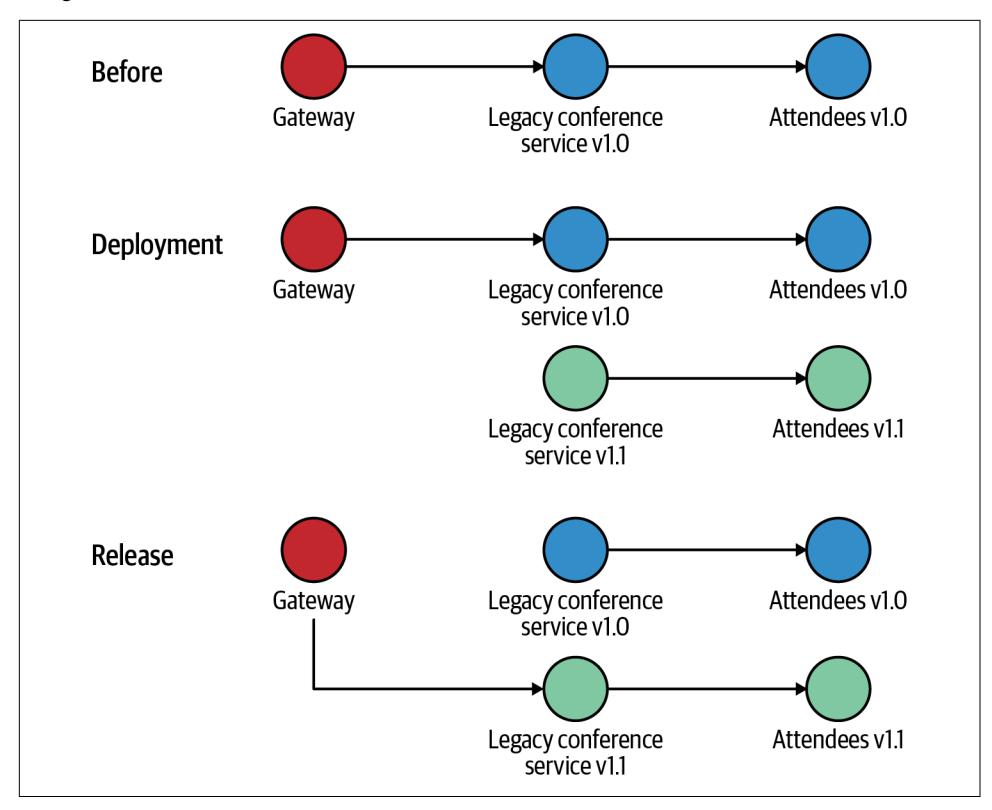 Before
Gateway
Legacy conference
service v1.0
Attendees v1.0
Deployment
Gateway
Legacy conference
service v1.0
Attendees v1.0
Legacy conference
service v1.1
Attendees v1.1
Release
Gateway
Legacy conference
service v1.0
Attendees v1.0
Legacy conference
service v1.1
Attendees v1.1